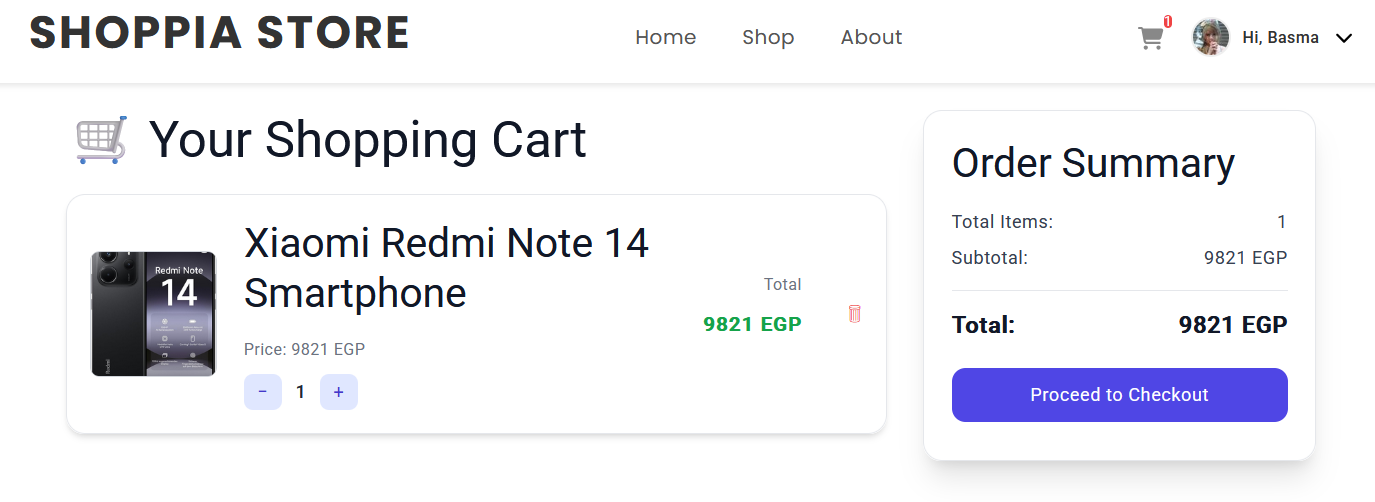 SHOPPIA STORE
Home
Shop
About
1
Hi, Basma
Your Shopping Cart
Redmi Note
14
Redmi
Xiaomi Redmi Note 14
Smartphone
Price: 9821 EGP
−
1
+
Total
9821 EGP
Order Summary
Total Items:
1
Subtotal:
9821 EGP
Total:
9821 EGP
Proceed to Checkout